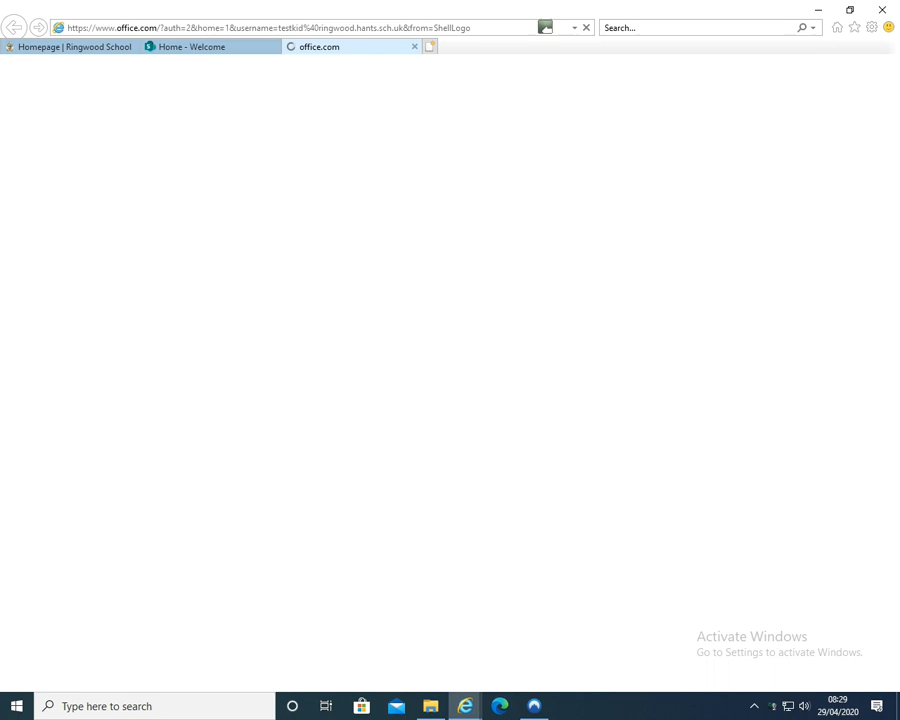 https://www.office.com/?auth=2&home=1&username=testkid%40ringwood.hants.sch.uk&from=ShellLogo
Search...
Homepage | Ringwood School
Home - Welcome
office.com
Activate Windows
Go to Settings to activate Windows.
Type here to search
08:29
29/04/2020